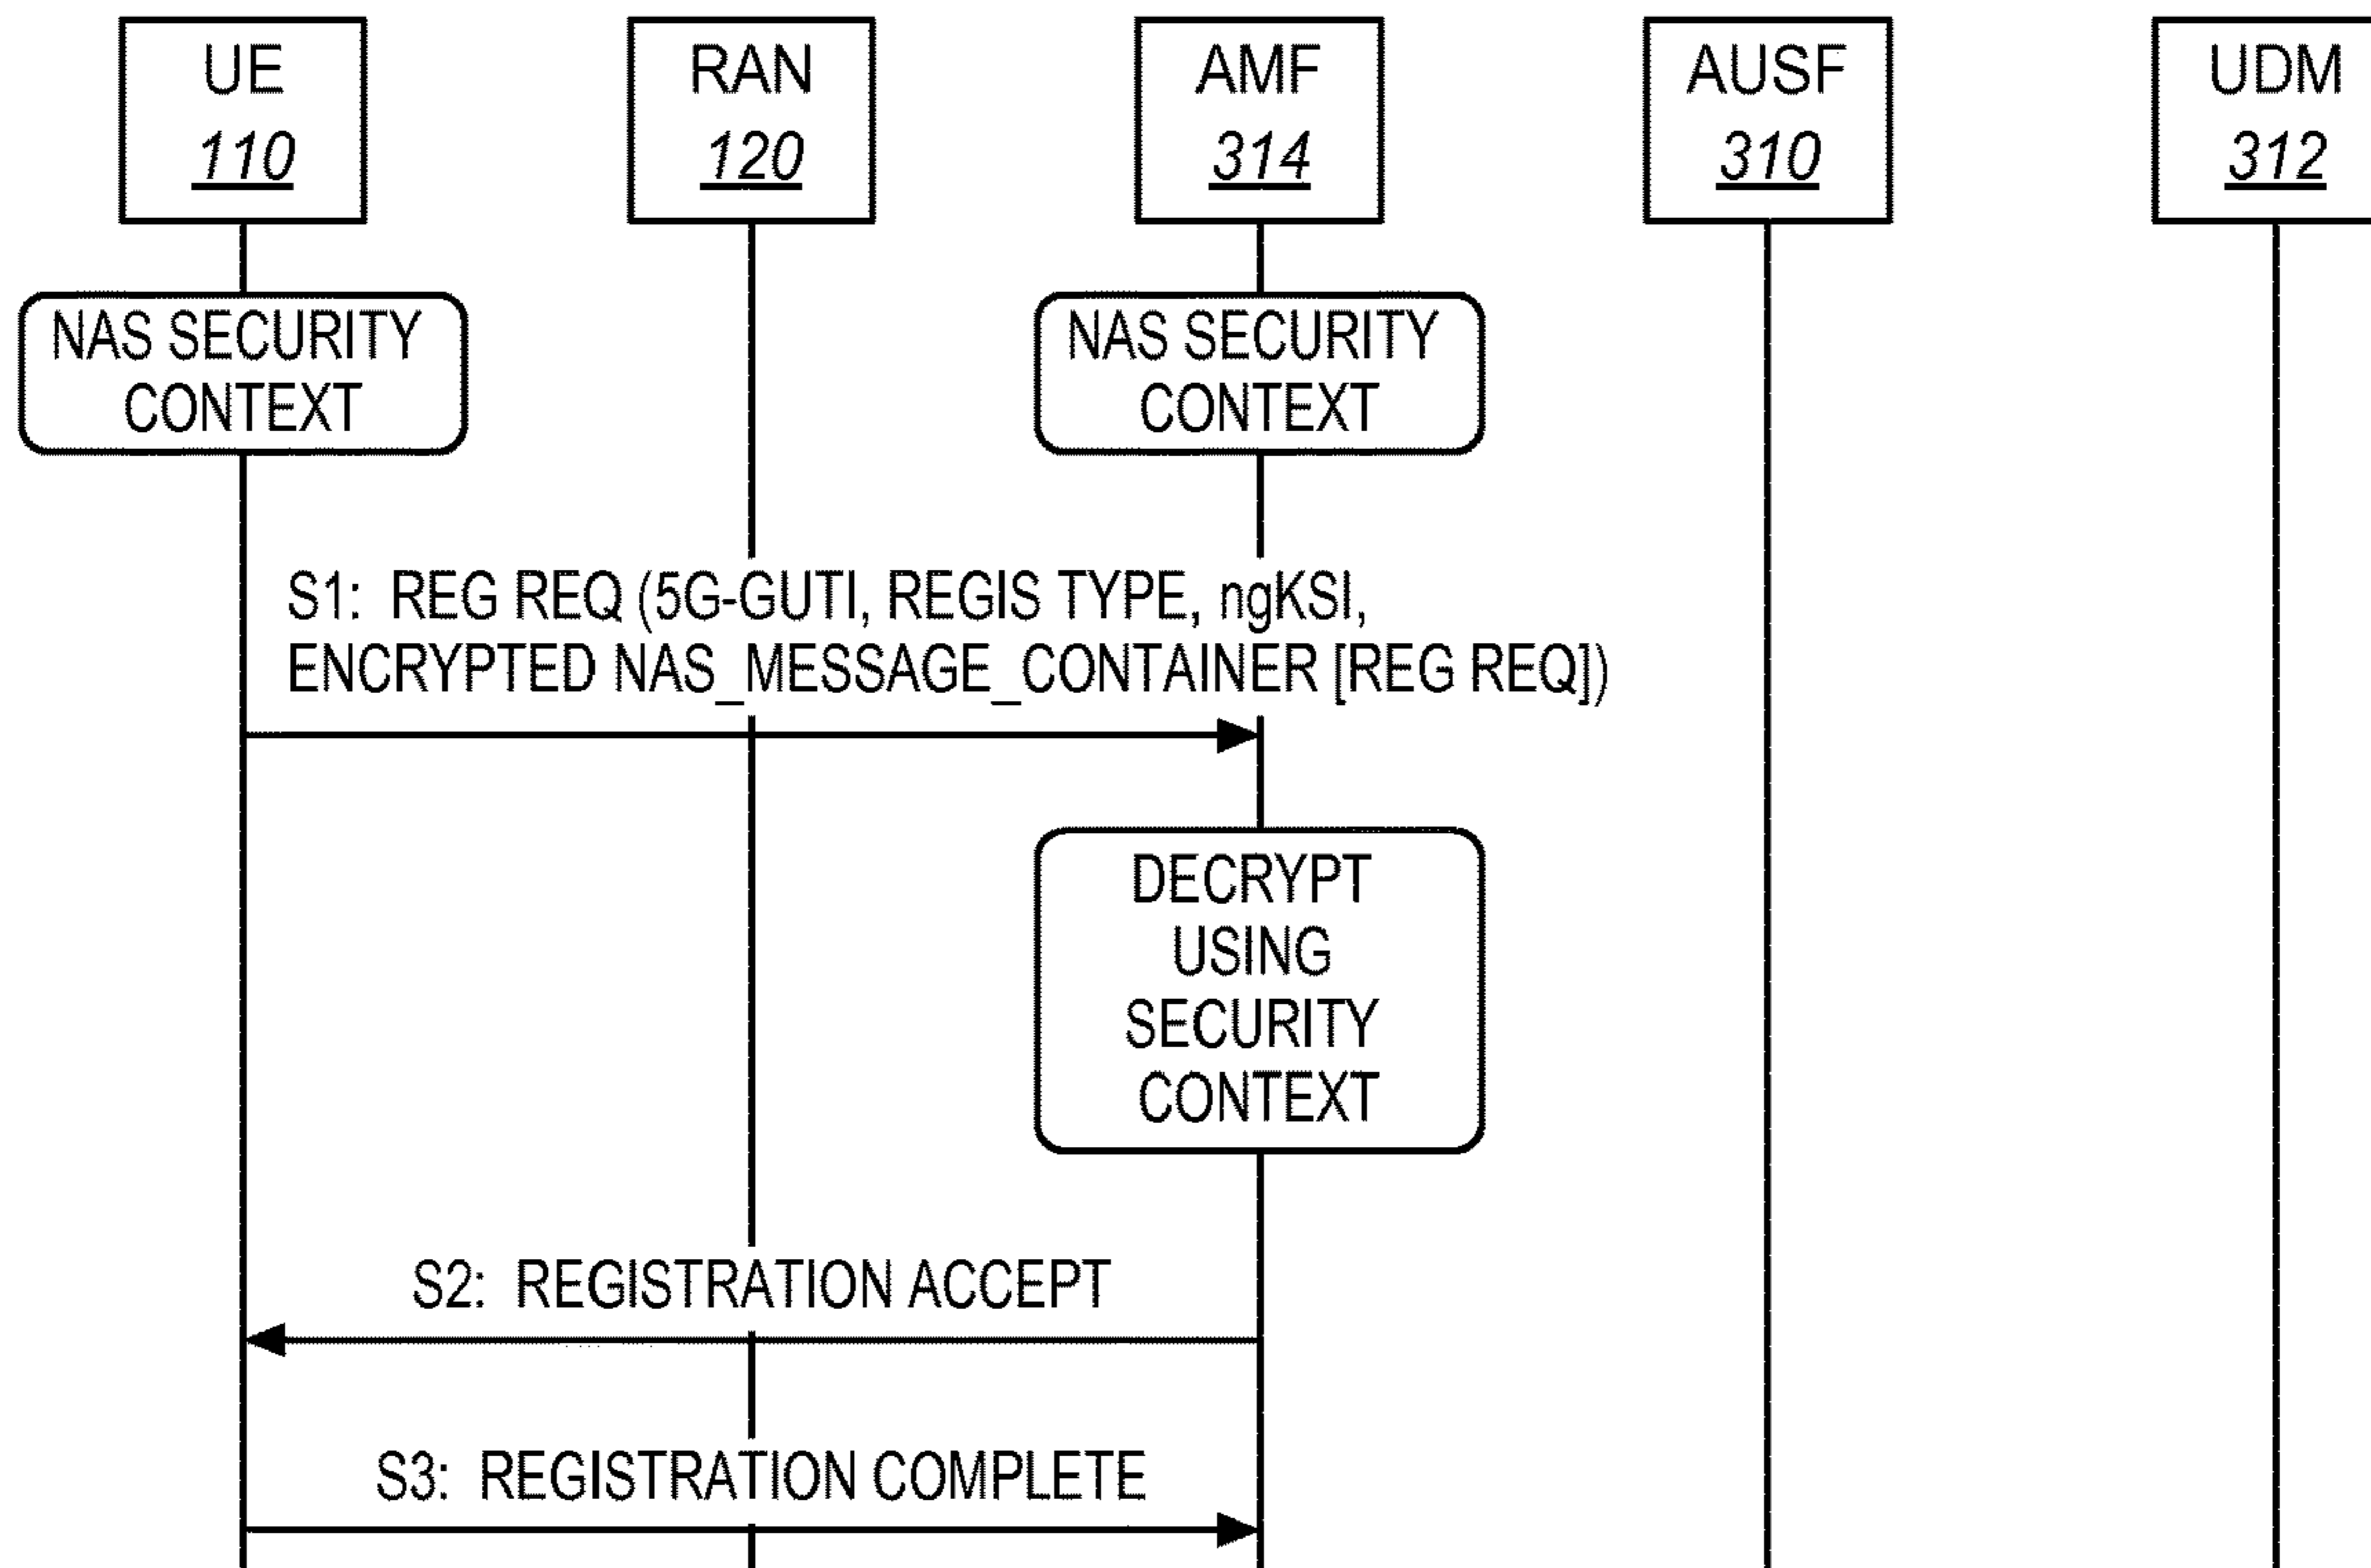 UE
110
RAN
120
AMF
314
AUSF
310
UDM
312
NAS SECURITY
CONTEXT
NAS SECURITY
CONTEXT
S1: REG REQ (5G-GUTI, REGIS TYPE, ngKSI,
ENCRYPTED NAS_MESSAGE_CONTAINER [REG REQ])
DECRYPT
USING
SECURITY
CONTEXT
S2: REGISTRATION ACCEPT
S3: REGISTRATION COMPLETE